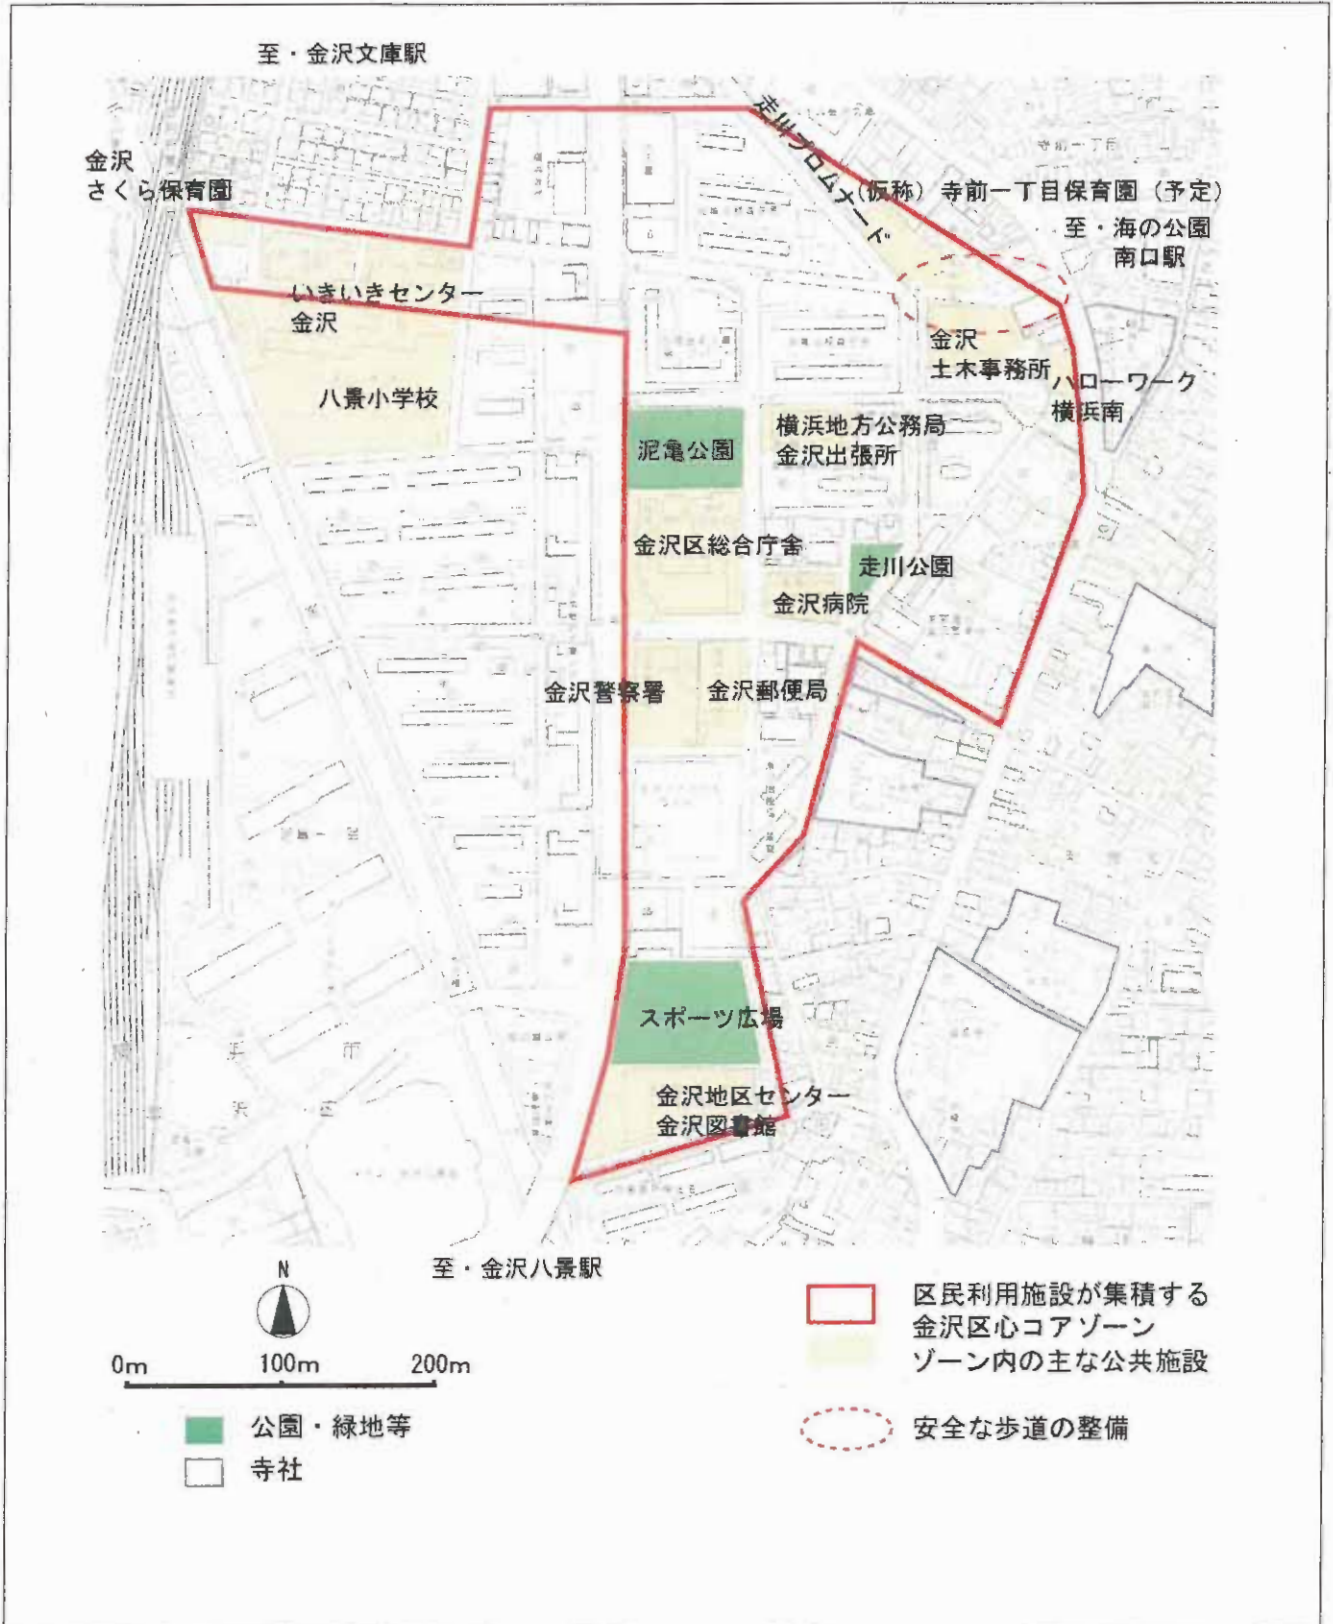 至・金沢文庫駅
走川プロムナード
金沢
さくら保育園
(仮称)寺前一丁目保育園(予定)
至・海の公園
南口駅
いきいきセンター
金沢
金沢
土木事務所
ハローワーク
横浜南
八景小学校
泥亀公園
横浜地方公務局
金沢出張所
金沢区総合庁舎
走川公園
金沢病院
金沢警察署
金沢郵便局
スポーツ広場
金沢地区センター
金沢図書館
至・金沢八景駅
N
0m 100m 200m
公園・緑地等
寺社
区民利用施設が集積する
金沢区心コアゾーン
ゾーン内の主な公共施設
安全な歩道の整備